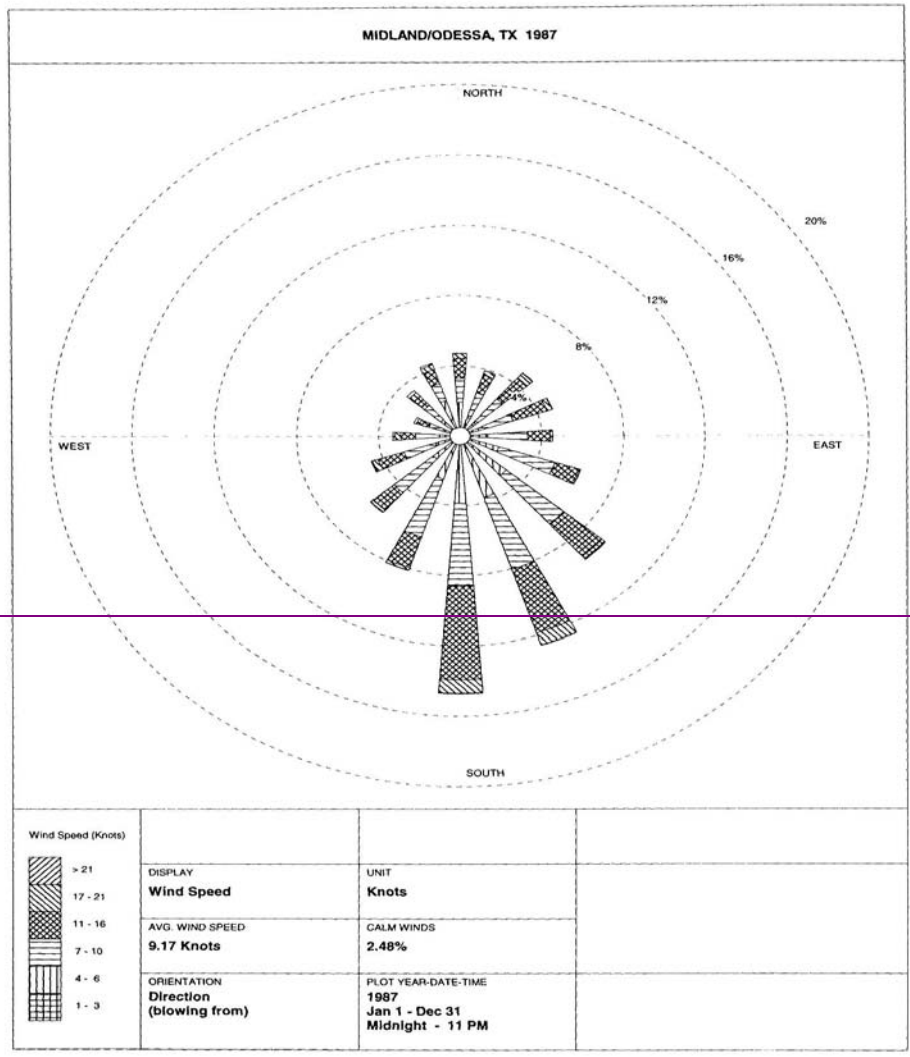 MIDLAND/ODESSA, TX 1987
NORTH
20%
16%
12%
8%
4%
WEST
EAST
SOUTH
Wind Speed (Knots)
> 21
17 - 21
11 - 16
7 - 10
4 - 6
1 - 3
DISPLAY
Wind Speed
UNIT
Knots
AVG. WIND SPEED
9.17 Knots
CALM WINDS
2.48%
ORIENTATION
Direction
(blowing from)
PLOT YEAR-DATE-TIME
1987
Jan 1 - Dec 31
Midnight - 11 PM